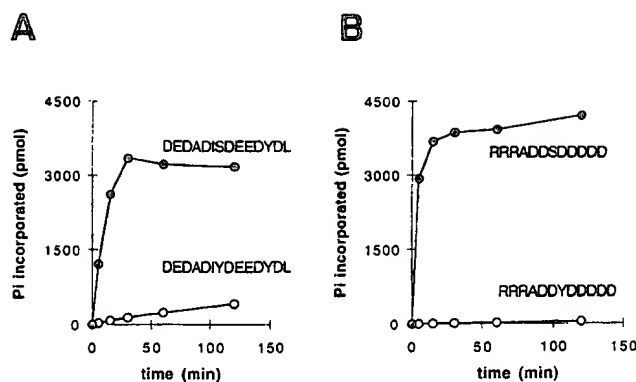 A
B
Pi incorporated (pmol)
4500
3000
1500
0
DEDADISDEEDYDL
DEDADIYDEEDYDL
0 50 100 150
time (min)
Pi incorporated (pmol)
4500
3000
1500
0
RRRADDSDDDDD
RRRADDYDDDDD
0 50 100 150
time (min)